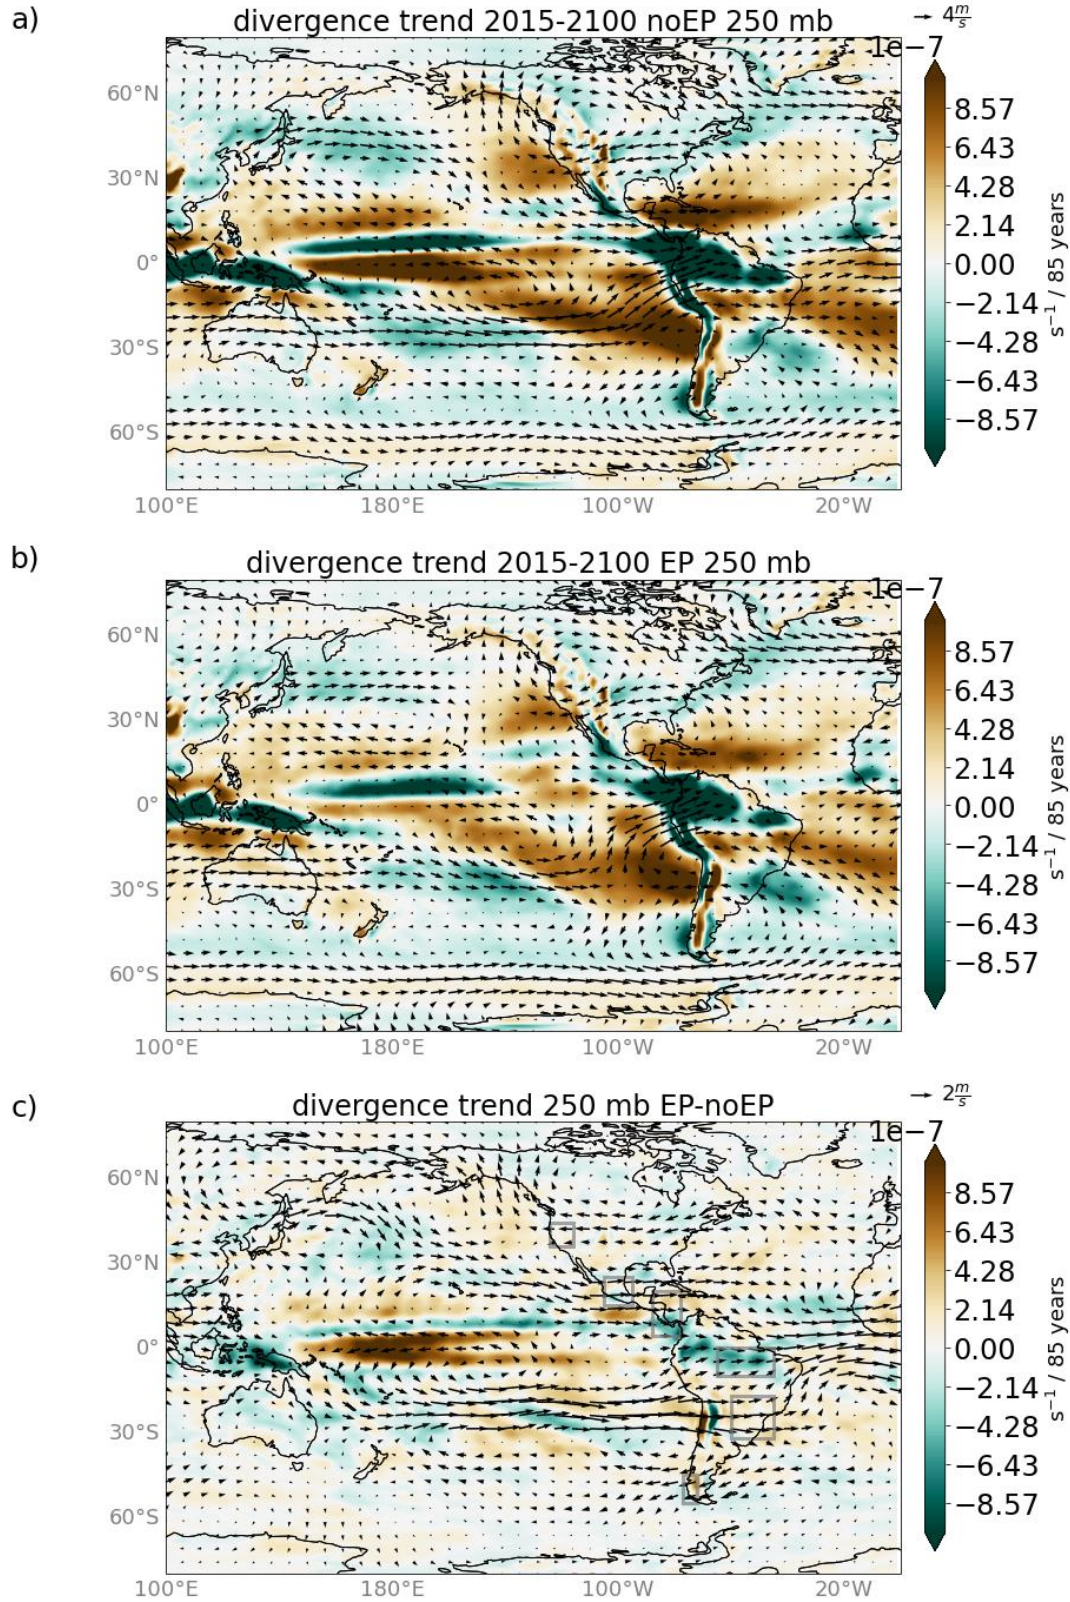 a)
divergence trend 2015-2100 noEP 250 mb
4 m/s
1e−7
60°N
30°N
0°
30°S
60°S
100°E 180°E 100°W 20°W
8.57
6.43
4.28
2.14
0.00
−2.14
−4.28
−6.43
−8.57
s⁻¹ / 85 years
b)
divergence trend 2015-2100 EP 250 mb
1e−7
60°N
30°N
0°
30°S
60°S
100°E 180°E 100°W 20°W
8.57
6.43
4.28
2.14
0.00
−2.14
−4.28
−6.43
−8.57
s⁻¹ / 85 years
c)
divergence trend 250 mb EP-noEP
2 m/s
1e−7
60°N
30°N
0°
30°S
60°S
100°E 180°E 100°W 20°W
8.57
6.43
4.28
2.14
0.00
−2.14
−4.28
−6.43
−8.57
s⁻¹ / 85 years